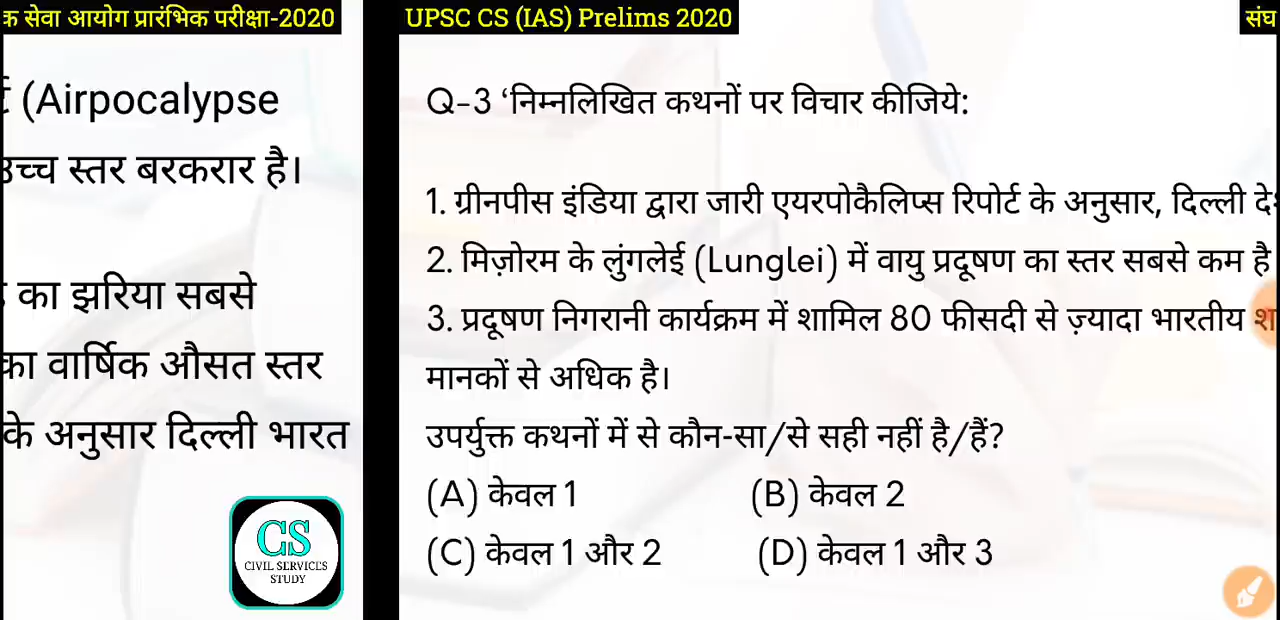 सेवा आयोग प्रारंभिक परीक्षा-2020
(Airpocalypse
उच्च स्तर बरकरार है।
का झरिया सबसे
का वार्षिक औसत स्तर
के अनुसार दिल्ली भारत
CS
CIVIL SERVICES
STUDY
UPSC CS (IAS) Prelims 2020
संघ
Q-3 ‘निम्नलिखित कथनों पर विचार कीजिये:
1. ग्रीनपीस इंडिया द्वारा जारी एयरपोकैलिप्स रिपोर्ट के अनुसार, दिल्ली
2. मिज़ोरम के लुंगलेई (Lunglei) में वायु प्रदूषण का स्तर सबसे कम है
3. प्रदूषण निगरानी कार्यक्रम में शामिल 80 फीसदी से ज़्यादा भारतीय
मानकों से अधिक है।
उपर्युक्त कथनों में से कौन-सा/से सही नहीं है/हैं?
(A) केवल 1 (B) केवल 2
(C) केवल 1 और 2 (D) केवल 1 और 3